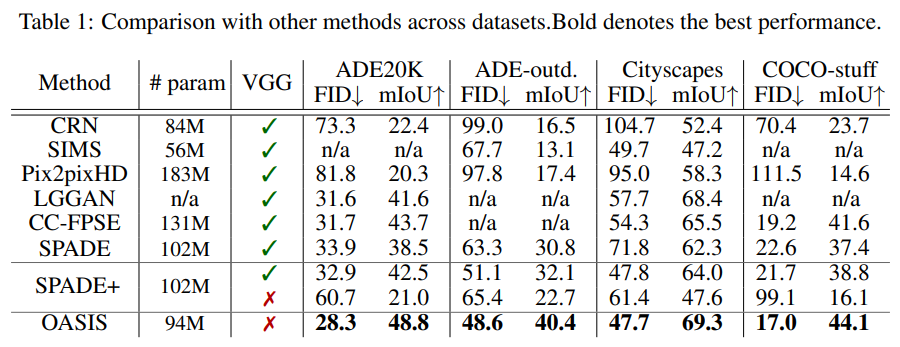 Table 1: Comparison with other methods across datasets.Bold denotes the best performance.
Method # param VGG ADE20K ADE-outd. Cityscapes COCO-stuff
FID↓ mIoU↑ FID↓ mIoU↑ FID↓ mIoU↑ FID↓ mIoU↑
CRN 84M ✓ 73.3 22.4 99.0 16.5 104.7 52.4 70.4 23.7
SIMS 56M ✓ n/a n/a 67.7 13.1 49.7 47.2 n/a n/a
Pix2pixHD 183M ✓ 81.8 20.3 97.8 17.4 95.0 58.3 111.5 14.6
LGGAN n/a ✓ 31.6 41.6 n/a n/a 57.7 68.4 n/a n/a
CC-FPSE 131M ✓ 31.7 43.7 n/a n/a 54.3 65.5 19.2 41.6
SPADE 102M ✓ 33.9 38.5 63.3 30.8 71.8 62.3 22.6 37.4
SPADE+ 102M ✓ 32.9 42.5 51.1 32.1 47.8 64.0 21.7 38.8
✗ 60.7 21.0 65.4 22.7 61.4 47.6 99.1 16.1
OASIS 94M ✗ 28.3 48.8 48.6 40.4 47.7 69.3 17.0 44.1